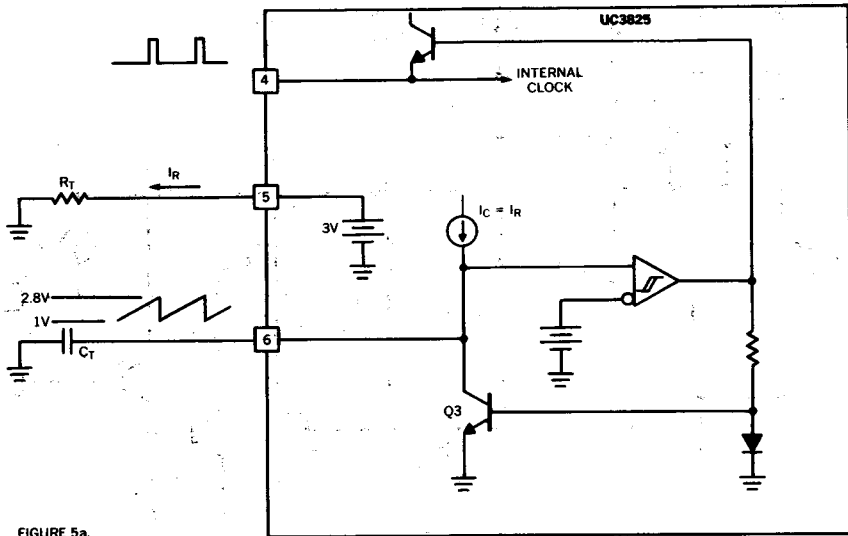 UC3825
4
INTERNAL
CLOCK
R_T
I_R
5
3V
I_C = I_R
2.8V
1V
C_T
6
Q3
FIGURE 5a.